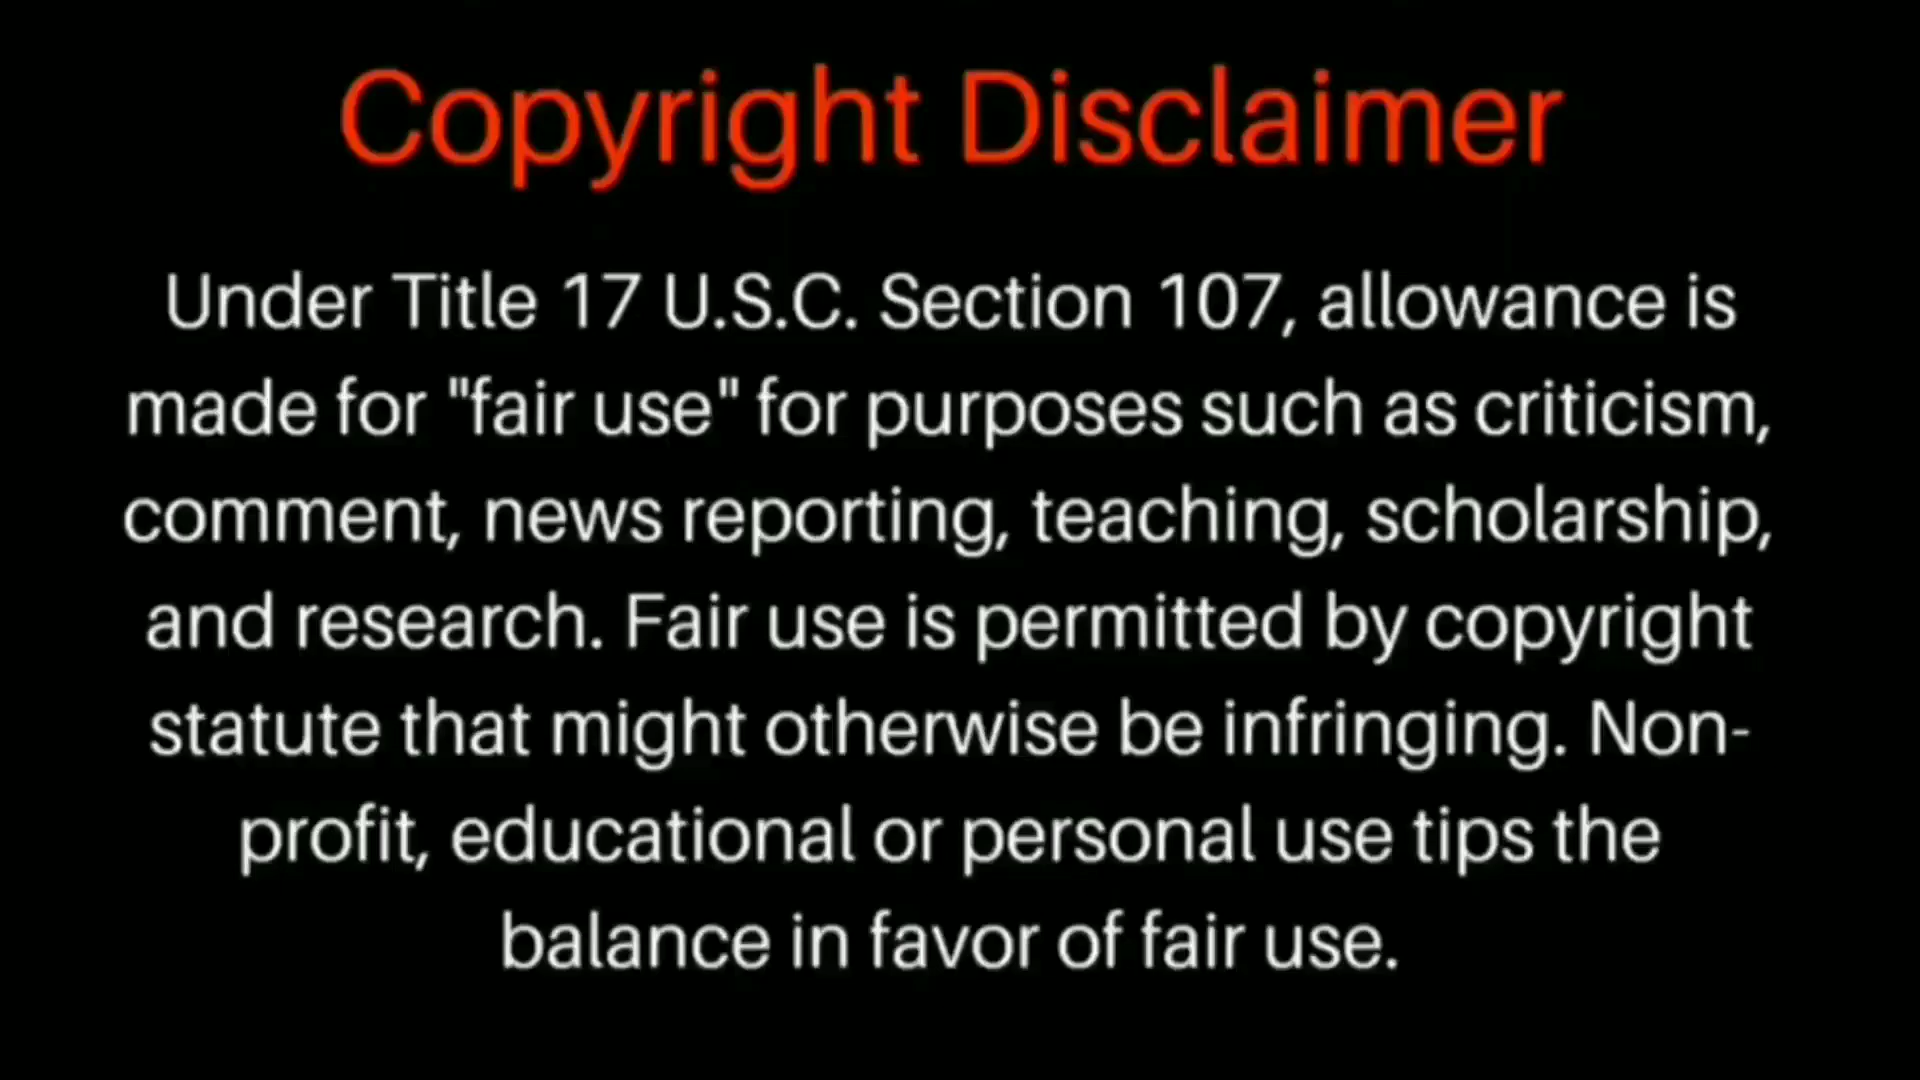 Copyright Disclaimer
Under Title 17 U.S.C. Section 107, allowance is
made for "fair use" for purposes such as criticism,
comment, news reporting, teaching, scholarship,
and research. Fair use is permitted by copyright
statute that might otherwise be infringing. Non-
profit, educational or personal use tips the
balance in favor of fair use.